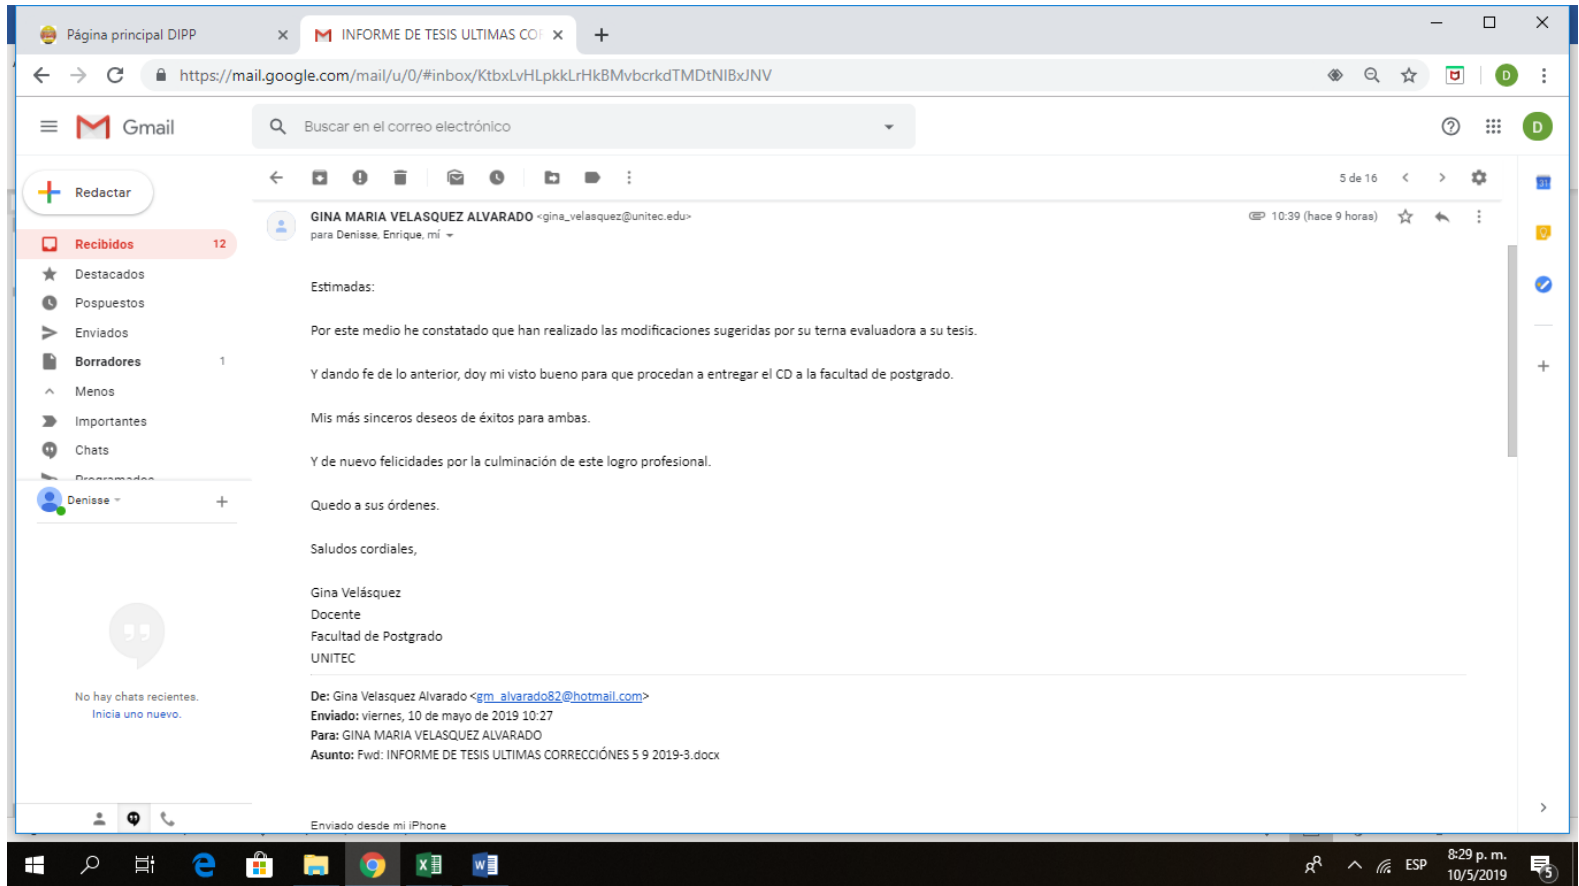 Página principal DIPP
INFORME DE TESIS ULTIMAS COR
https://mail.google.com/mail/u/0/#inbox/KtbxLvHLpkkLrHkBMvbcrkdTMDtNlBxJNV
D
Gmail
Buscar en el correo electrónico
D
Redactar
5 de 16
31
Recibidos 12
Destacados
Pospuestos
Enviados
Borradores 1
Menos
Importantes
Chats
Programados
Denisse
No hay chats recientes.
Inicia uno nuevo.
GINA MARIA VELASQUEZ ALVARADO <gina_velasquez@unitec.edu>
10:39 (hace 9 horas)
para Denisse, Enrique, mí
Estimadas:
Por este medio he constatado que han realizado las modificaciones sugeridas por su terna evaluadora a su tesis.
Y dando fe de lo anterior, doy mi visto bueno para que procedan a entregar el CD a la facultad de postgrado.
Mis más sinceros deseos de éxitos para ambas.
Y de nuevo felicidades por la culminación de este logro profesional.
Quedo a sus órdenes.
Saludos cordiales,
Gina Velásquez
Docente
Facultad de Postgrado
UNITEC
De: Gina Velasquez Alvarado <gm_alvarado82@hotmail.com>
Enviado: viernes, 10 de mayo de 2019 10:27
Para: GINA MARIA VELASQUEZ ALVARADO
Asunto: Fwd: INFORME DE TESIS ULTIMAS CORRECCIÓNES 5 9 2019-3.docx
Enviado desde mi iPhone
ESP
8:29 p. m.
10/5/2019
5